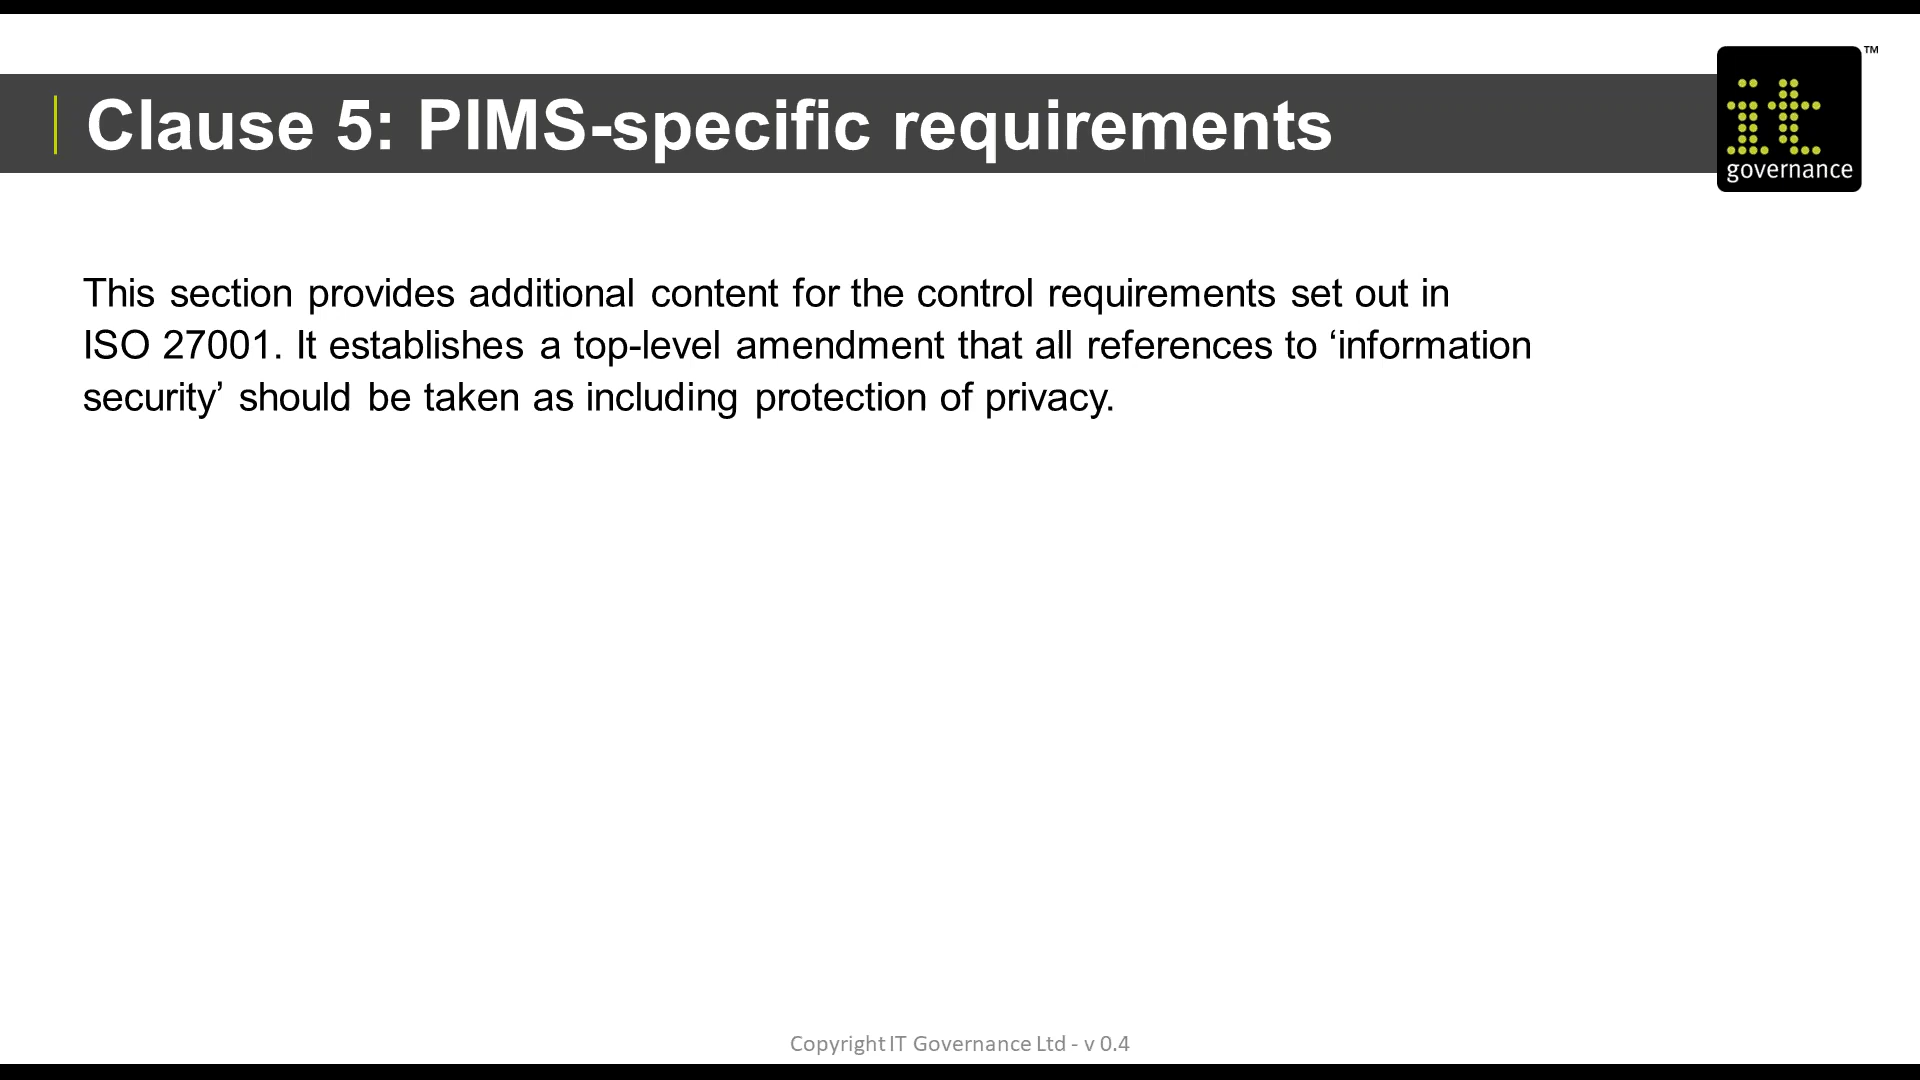 Clause 5: PIMS-specific requirements
™
it
governance
This section provides additional content for the control requirements set out in
ISO 27001. It establishes a top-level amendment that all references to ‘information
security’ should be taken as including protection of privacy.
Copyright IT Governance Ltd - v 0.4